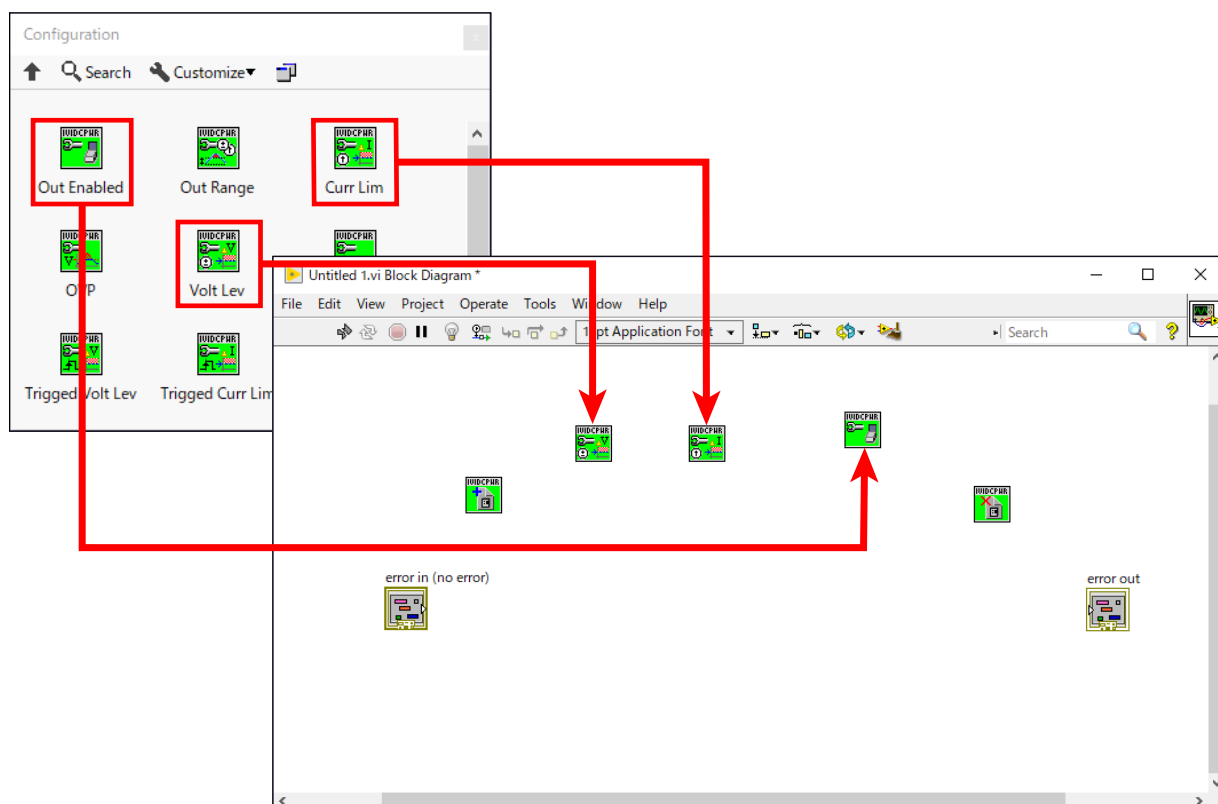 Configuration
Search Customize
IVIDCPWR IVIDCPWR IVIDCPWR
Out Enabled Out Range Curr Lim
IVIDCPWR IVIDCPWR IVIDCPWR
OVP Volt Lev
IVIDCPWR IVIDCPWR
Trigged Volt Lev Trigged Curr Lim
Untitled 1.vi Block Diagram *
File Edit View Project Operate Tools Window Help
Application Font Search
IVIDCPWR
IVIDCPWR IVIDCPWR
IVIDCPWR
IVIDCPWR
error in (no error)
error out